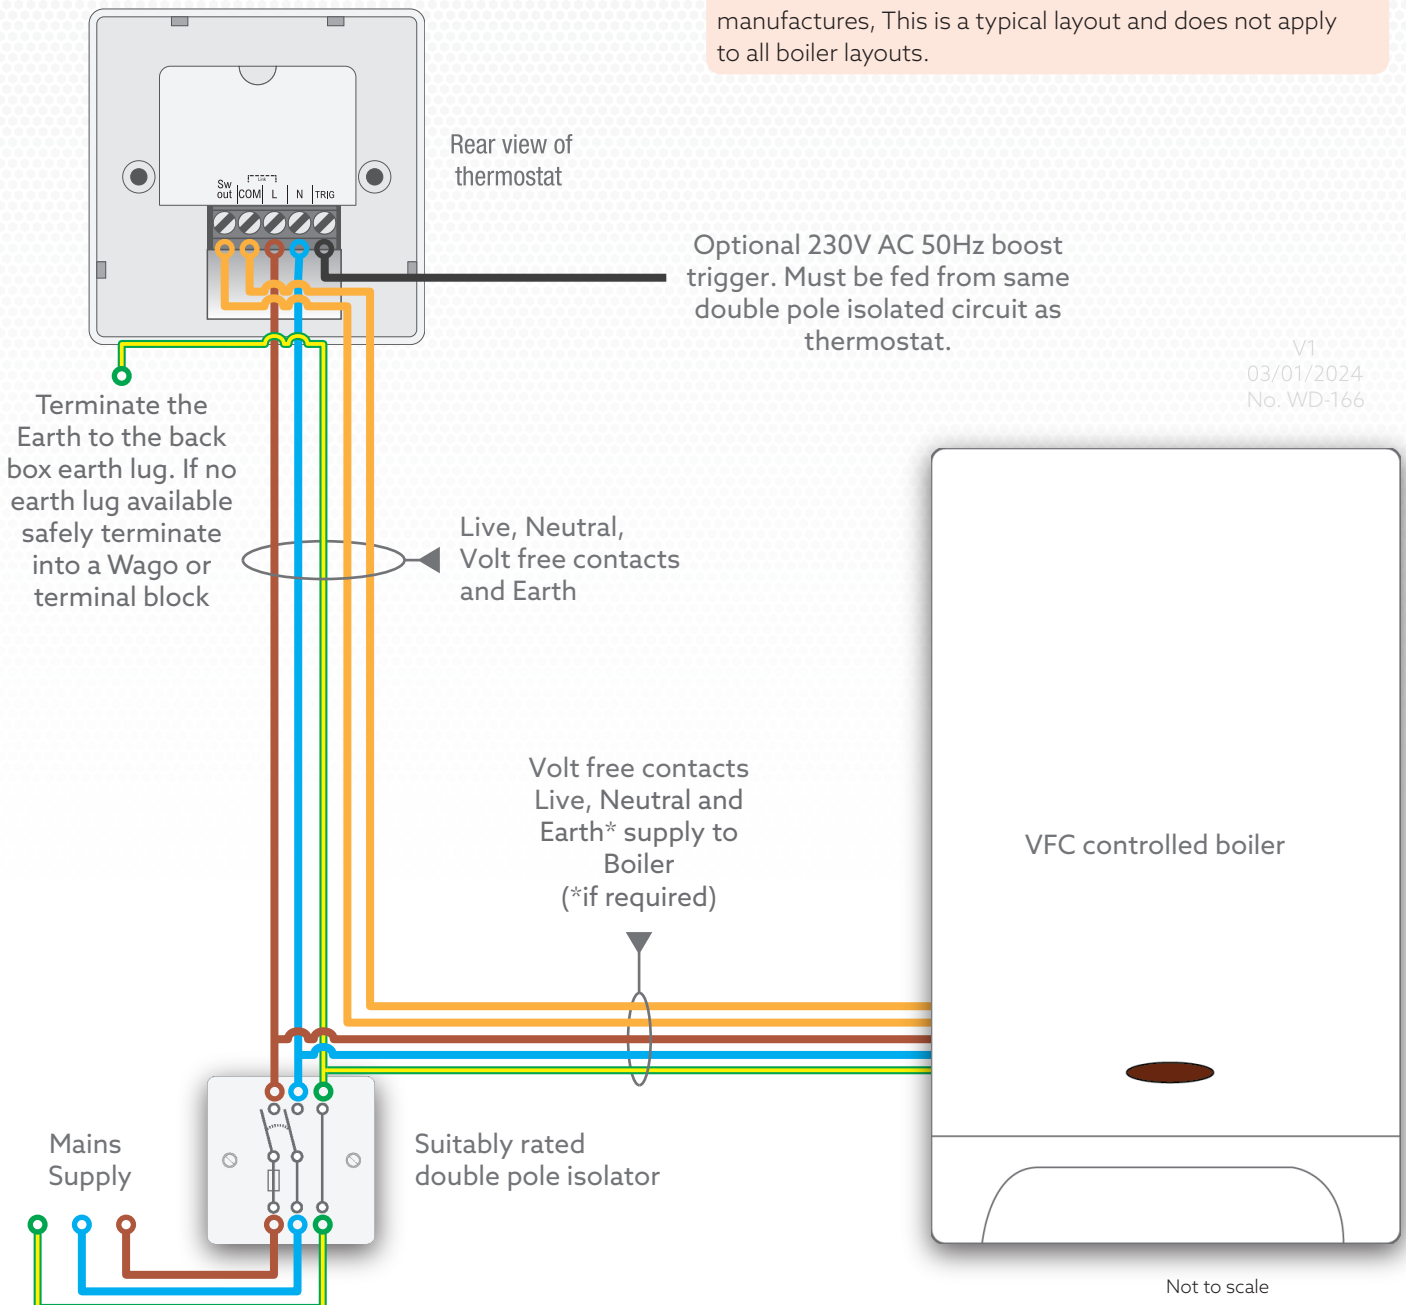 manufactures, This is a typical layout and does not apply
to all boiler layouts.
Rear view of
thermostat
Sw
out
COM
LINK
L
N
TRIG
Optional 230V AC 50Hz boost
trigger. Must be fed from same
double pole isolated circuit as
thermostat.
V1
03/01/2024
No. WD-166
Terminate the
Earth to the back
box earth lug. If no
earth lug available
safely terminate
into a Wago or
terminal block
Live, Neutral,
Volt free contacts
and Earth
Volt free contacts
Live, Neutral and
Earth* supply to
Boiler
(*if required)
VFC controlled boiler
Mains
Supply
Suitably rated
double pole isolator
Not to scale